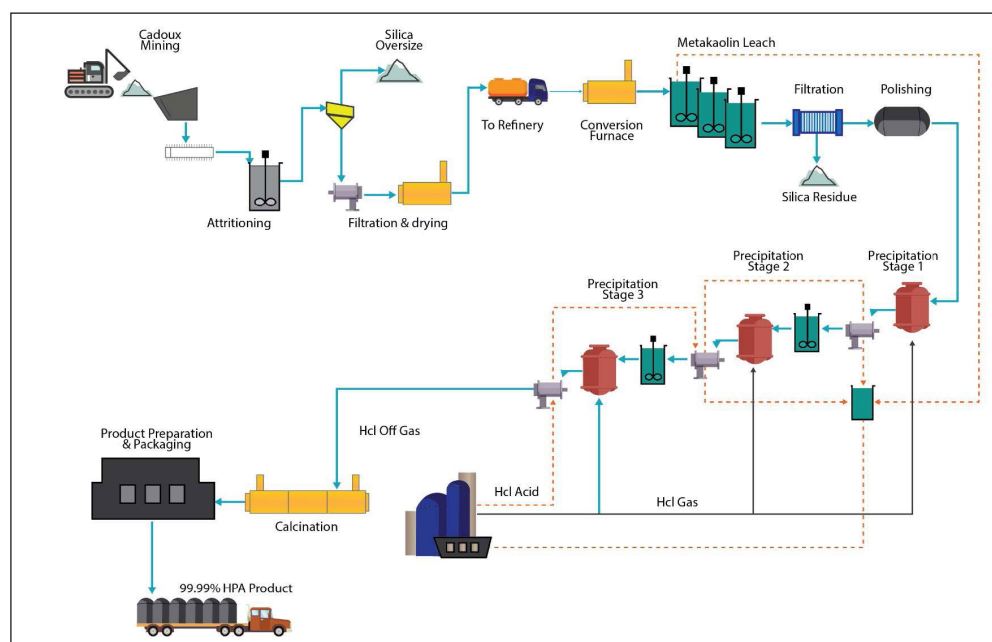 Cadoux
Mining
Silica
Oversize
Attritioning
Filtration & drying
To Refinery
Conversion
Furnace
Metakaolin Leach
Filtration
Polishing
Silica Residue
Precipitation
Stage 1
Precipitation
Stage 2
Precipitation
Stage 3
Hcl Off Gas
Hcl Acid
Hcl Gas
Product Preparation
& Packaging
Calcination
99.99% HPA Product